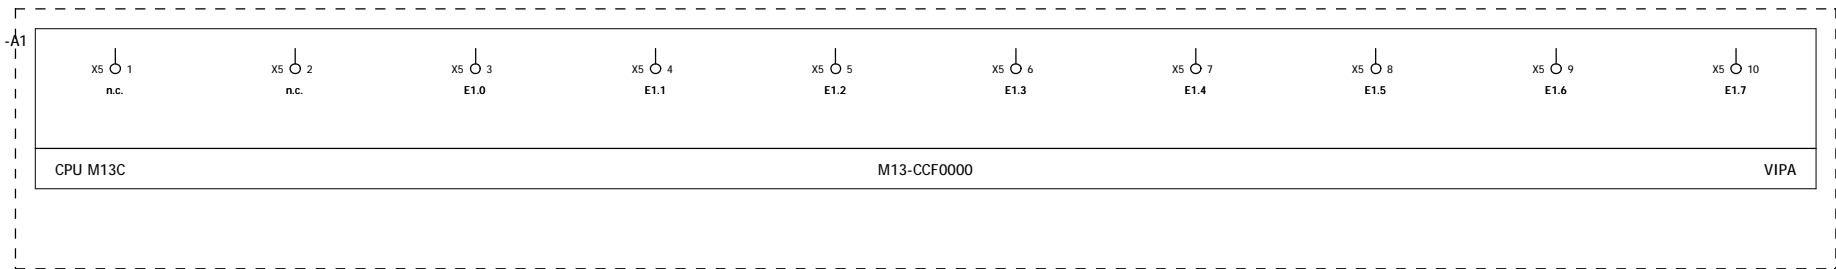 -A1
X5 1 X5 2 X5 3 X5 4 X5 5 X5 6 X5 7 X5 8 X5 9 X5 10
n.c. n.c. E1.0 E1.1 E1.2 E1.3 E1.4 E1.5 E1.6 E1.7
CPU M13C M13-CCF0000 VIPA